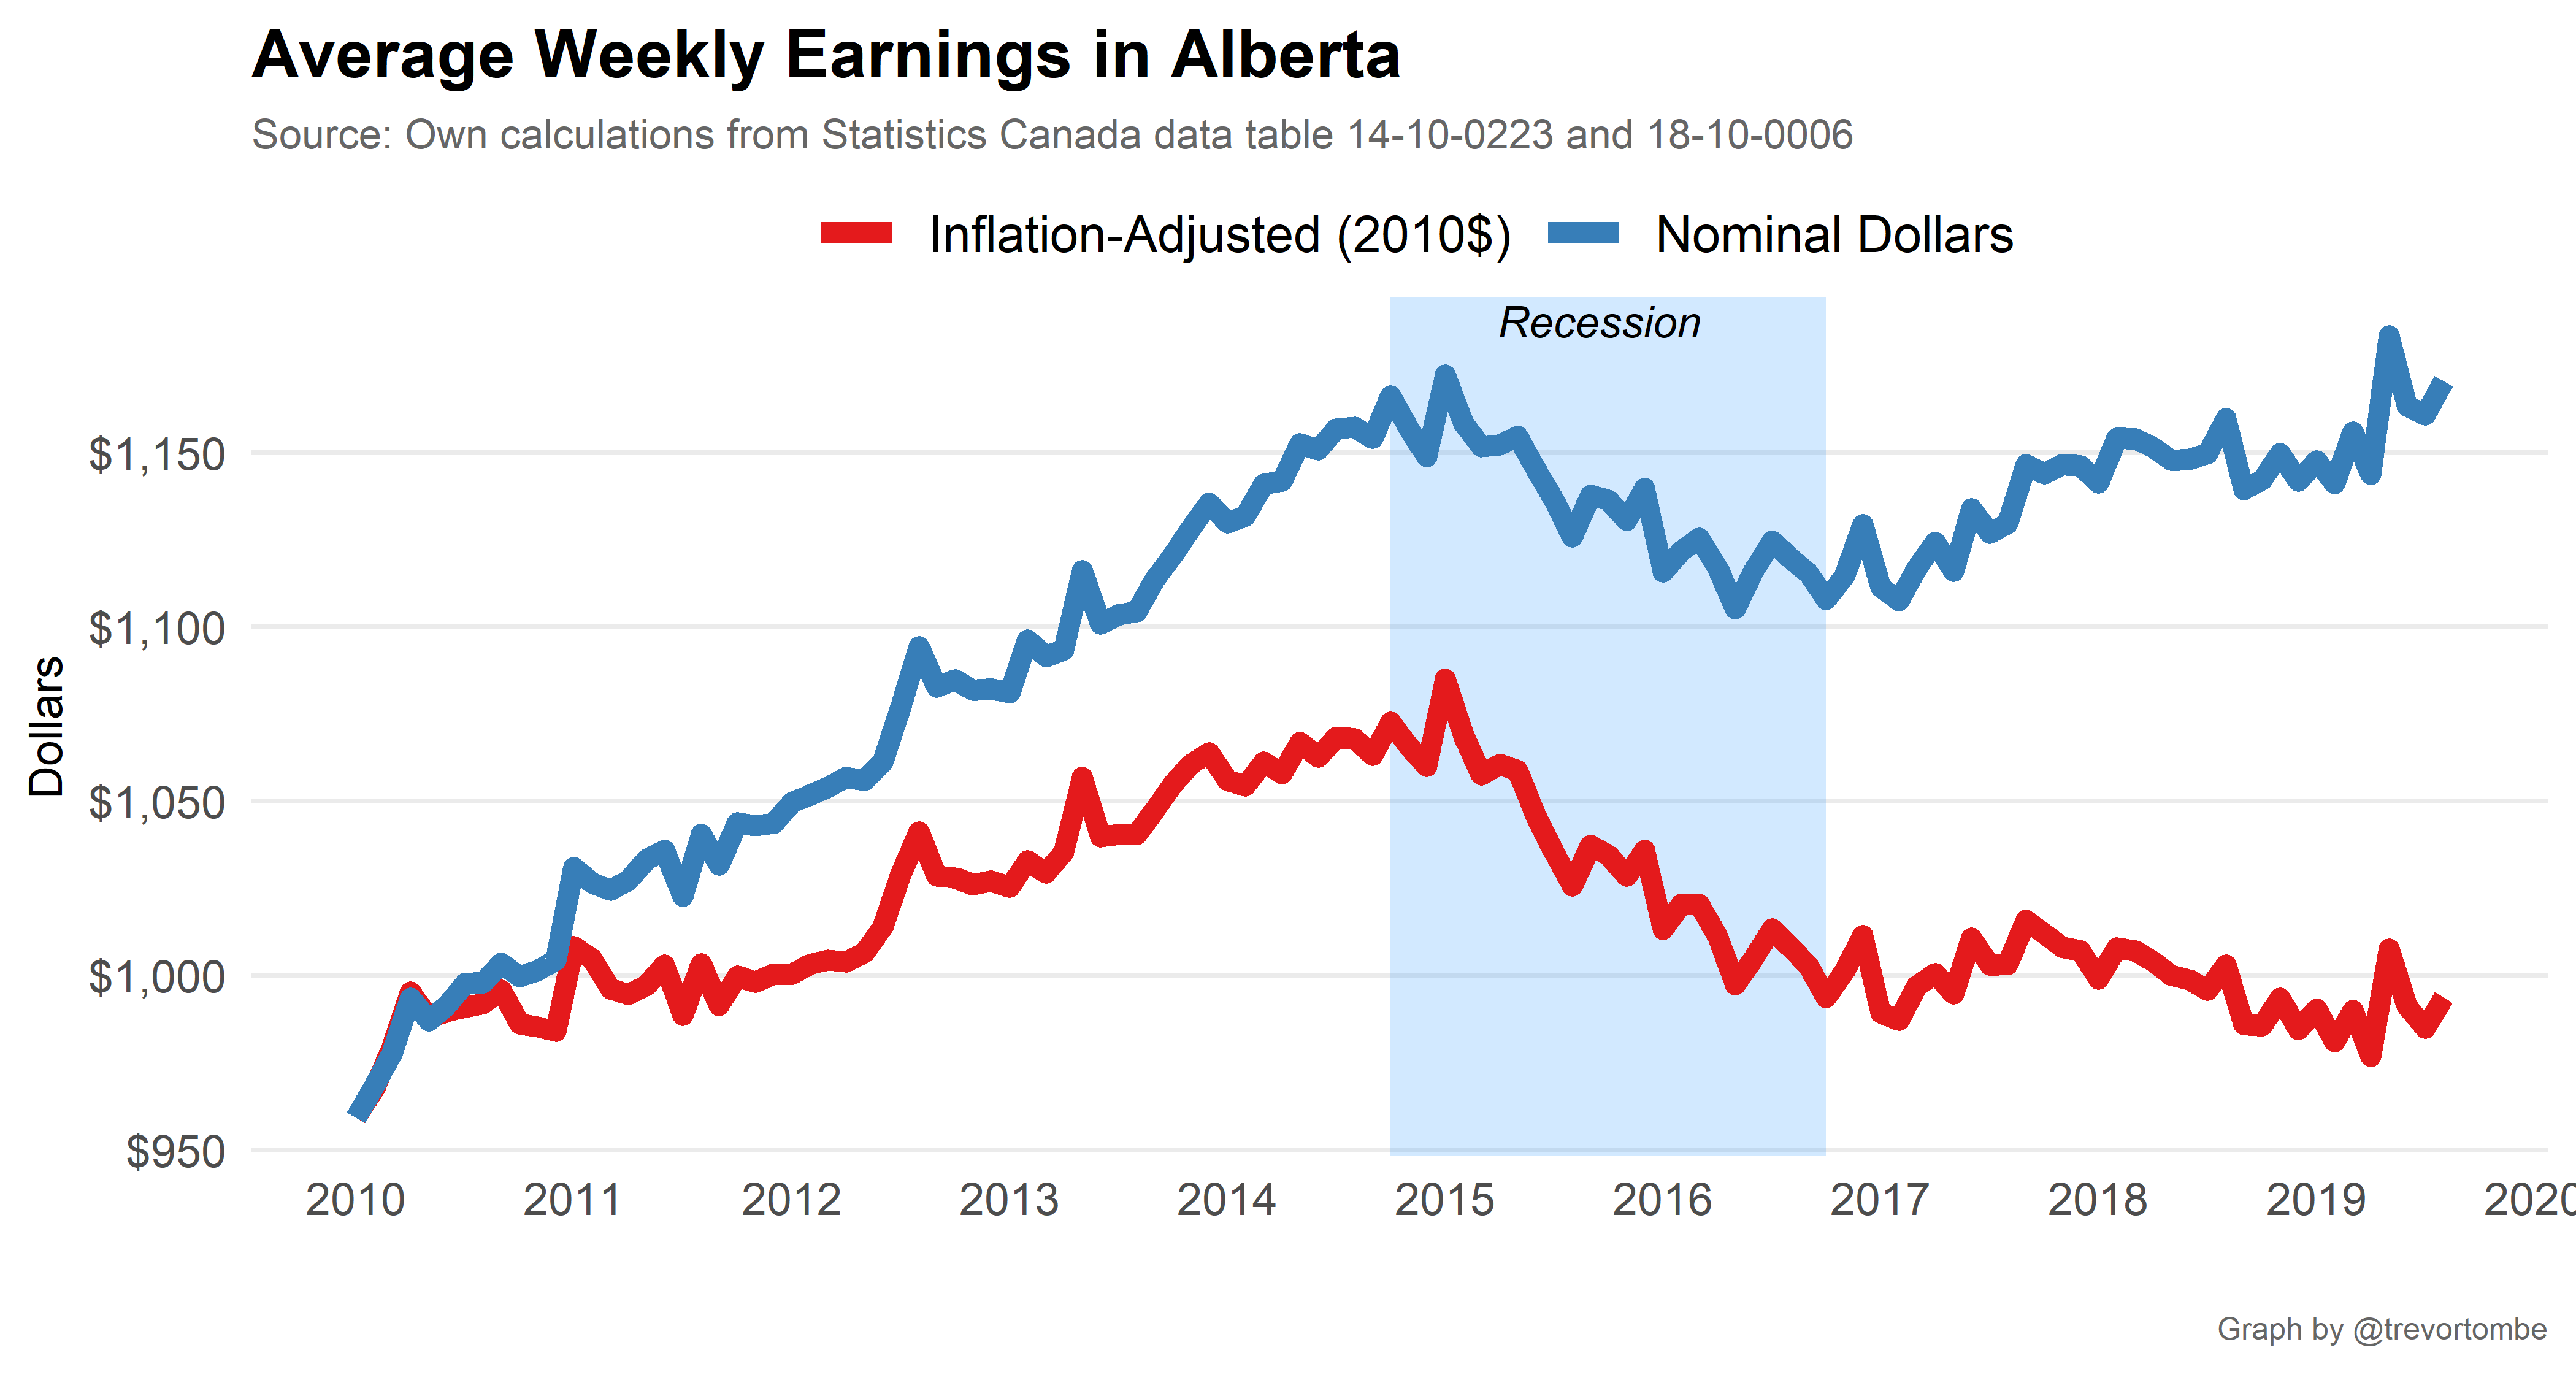 Average Weekly Earnings in Alberta
Source: Own calculations from Statistics Canada data table 14-10-0223 and 18-10-0006
Inflation-Adjusted (2010$) Nominal Dollars
Recession
$1,150
$1,100
$1,050
$1,000
$950
Dollars
2010 2011 2012 2013 2014 2015 2016 2017 2018 2019 2020
Graph by @trevortombe